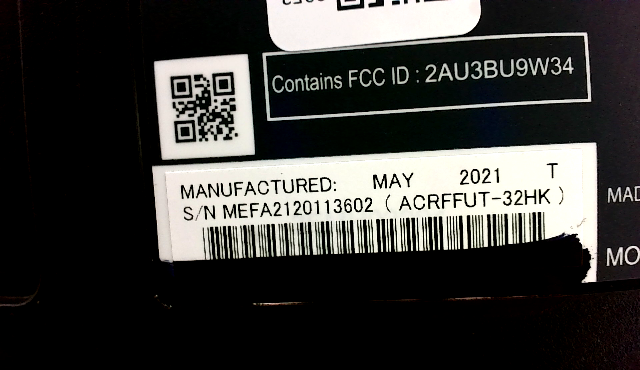 Contains FCC ID : 2AU3BU9W34
MANUFACTURED: MAY 2021 T
S/N MEFA2120113602 ( ACRFFUT-32HK )